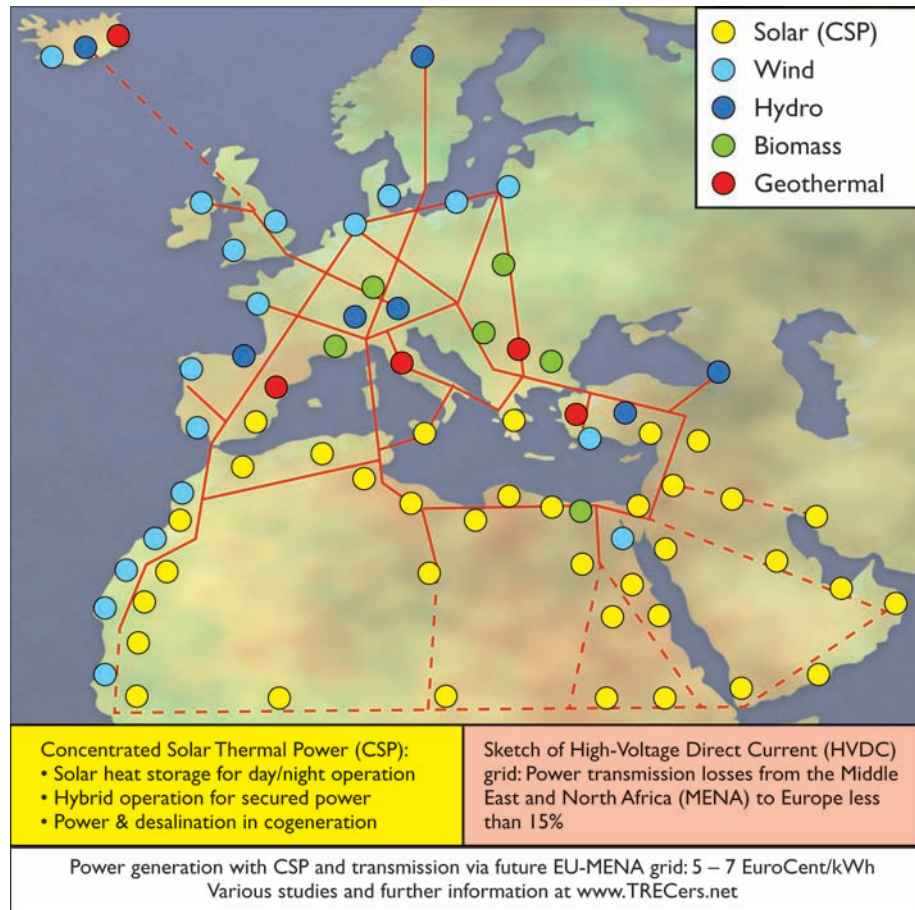 Solar (CSP)
Wind
Hydro
Biomass
Geothermal
Concentrated Solar Thermal Power (CSP):
• Solar heat storage for day/night operation
• Hybrid operation for secured power
• Power & desalination in cogeneration
Sketch of High-Voltage Direct Current (HVDC)
grid: Power transmission losses from the Middle
East and North Africa (MENA) to Europe less
than 15%
Power generation with CSP and transmission via future EU-MENA grid: 5 – 7 EuroCent/kWh
Various studies and further information at www.TRECers.net